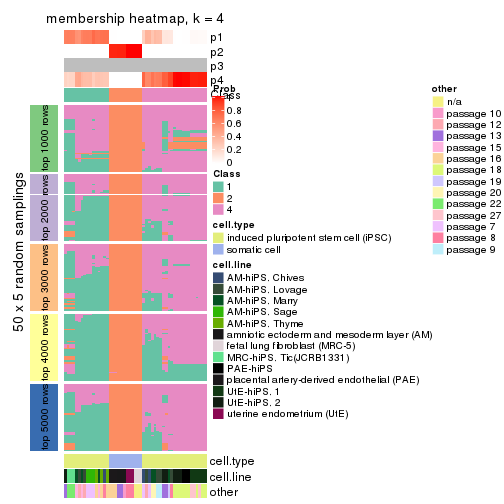 membership heatmap, k = 4
p1
p2
p3
p4
Prob
Class
1
0.8
0.6
0.4
0.2
0
Class
1
2
4
cell.type
induced pluripotent stem cell (iPSC)
somatic cell
cell.line
AM-hiPS. Chives
AM-hiPS. Lovage
AM-hiPS. Marry
AM-hiPS. Sage
AM-hiPS. Thyme
amniotic ectoderm and mesoderm layer (AM)
fetal lung fibroblast (MRC-5)
MRC-hiPS. Tic(JCRB1331)
PAE-hiPS
placental artery-derived endothelial (PAE)
UtE-hiPS. 1
UtE-hiPS. 2
uterine endometrium (UtE)
other
n/a
passage 10
passage 12
passage 13
passage 15
passage 16
passage 18
passage 19
passage 20
passage 22
passage 27
passage 7
passage 8
passage 9
50 x 5 random samplings
top 1000 rows
top 2000 rows
top 3000 rows
top 4000 rows
top 5000 rows
cell.type
cell.line
other